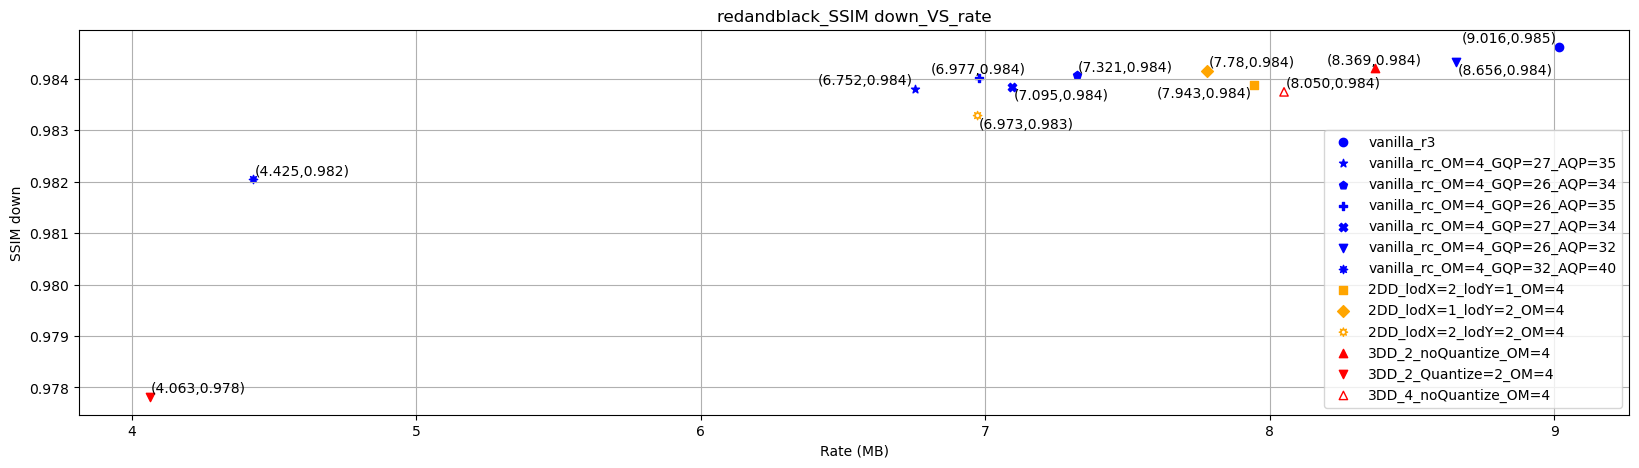 redandblack_SSIM down_VS_rate
(9.016,0.985)
(8.369,0.984)
(7.78,0.984)
(7.321,0.984)
(6.977,0.984)
(8.656,0.984)
(6.752,0.984)
(8.050,0.984)
(7.943,0.984)
(7.095,0.984)
(6.973,0.983)
(4.425,0.982)
(4.063,0.978)
0.984
0.983
0.982
0.981
0.980
0.979
0.978
SSIM down
vanilla_r3
vanilla_rc_OM=4_GQP=27_AQP=35
vanilla_rc_OM=4_GQP=26_AQP=34
vanilla_rc_OM=4_GQP=26_AQP=35
vanilla_rc_OM=4_GQP=27_AQP=34
vanilla_rc_OM=4_GQP=26_AQP=32
vanilla_rc_OM=4_GQP=32_AQP=40
2DD_lodX=2_lodY=1_OM=4
2DD_lodX=1_lodY=2_OM=4
2DD_lodX=2_lodY=2_OM=4
3DD_2_noQuantize_OM=4
3DD_2_Quantize=2_OM=4
3DD_4_noQuantize_OM=4
4 5 6 7 8 9
Rate (MB)